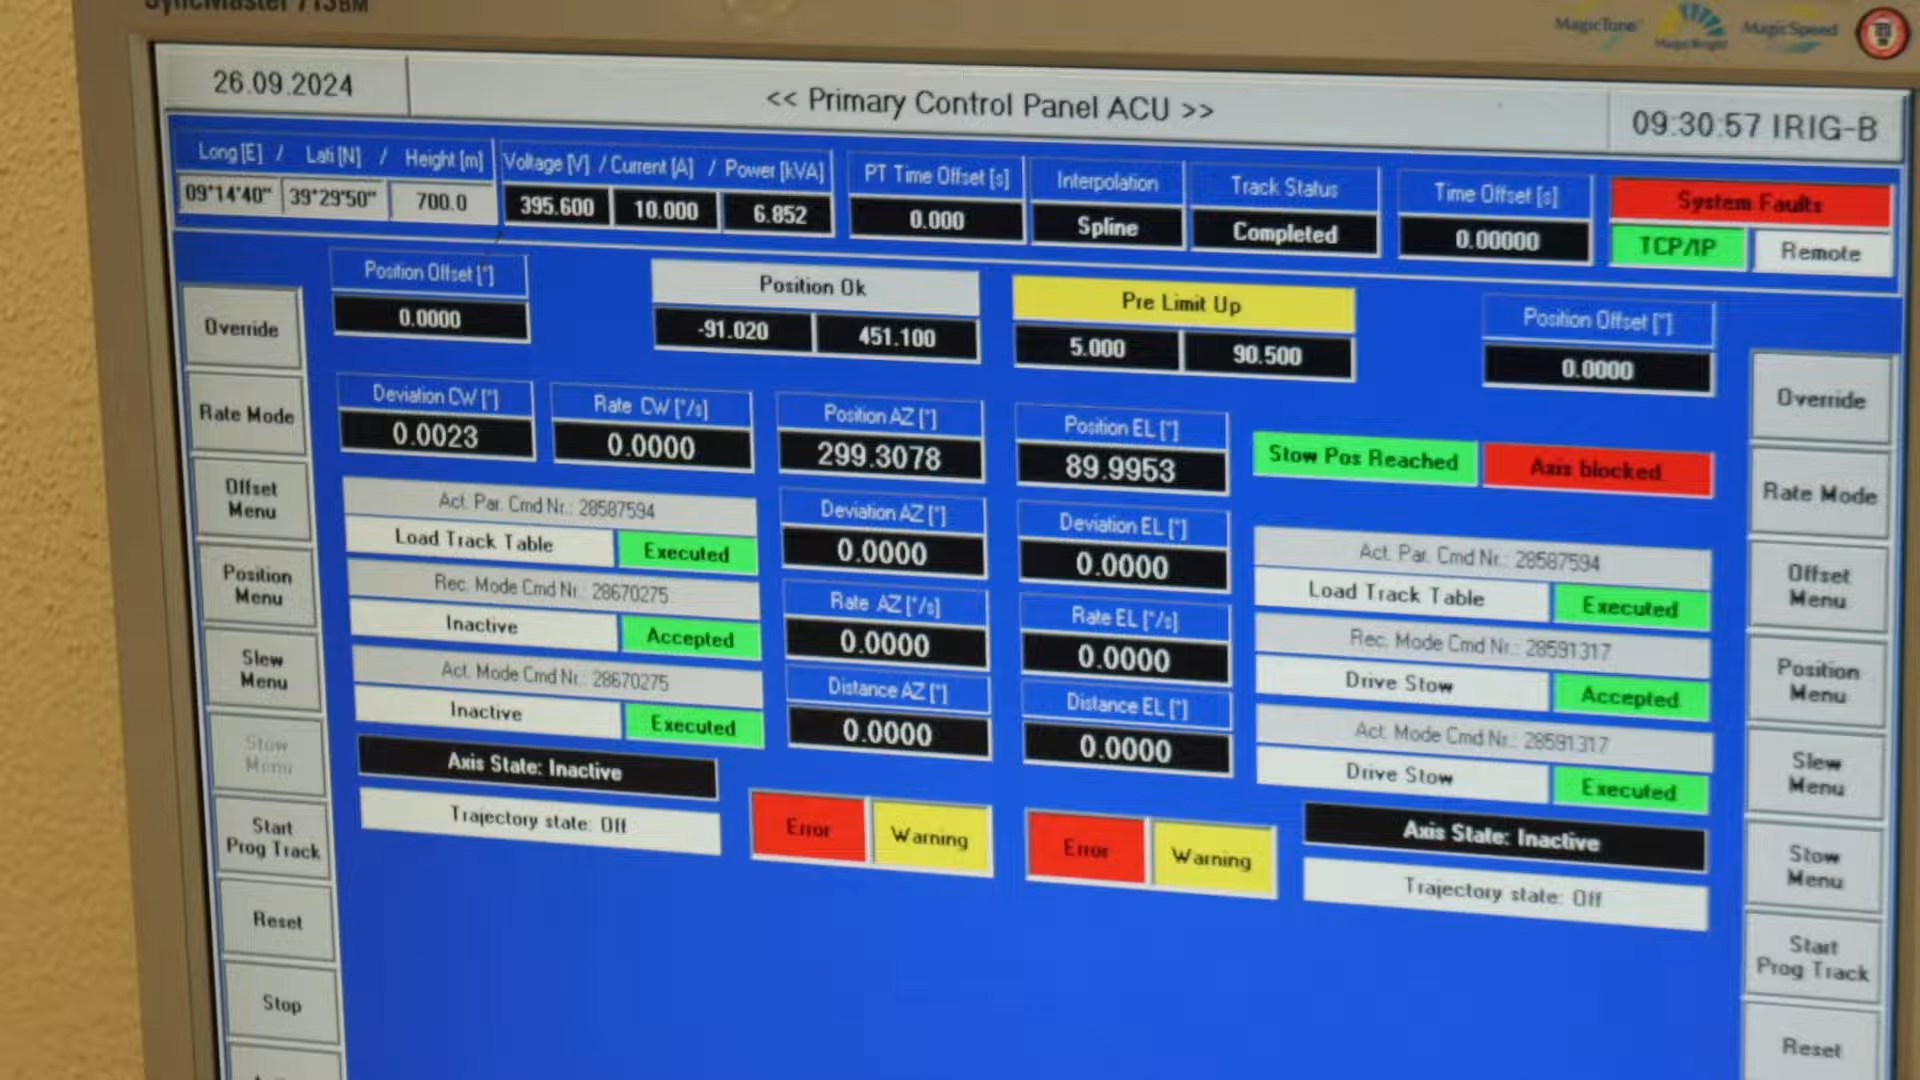 SyncMaster 713BM
MagicTune MagicBright MagicSpeed
26.09.2024
<< Primary Control Panel ACU >>
09:30:57 IRIG-B
Long [E] / Lati [N] / Height [m]
09°14'40" 39°29'50" 700.0
Voltage [V] / Current [A] / Power [kVA]
395.600 10.000 6.852
PT Time Offset [s]
0.000
Interpolation
Spline
Track Status
Completed
Time Offset [s]
0.00000
System Faults
TCP/IP Remote
Position Offset [°]
0.0000
Position Ok
-91.020 451.100
Pre Limit Up
5.000 90.500
Position Offset [°]
0.0000
Override
Rate Mode
Offset
Menu
Position
Menu
Slew
Menu
Stow
Menu
Start
Prog Track
Reset
Stop
Deviation CW [°]
0.0023
Rate CW [°/s]
0.0000
Act. Par. Cmd Nr.: 28587594
Load Track Table Executed
Rec. Mode Cmd Nr.: 28670275
Inactive Accepted
Act. Mode Cmd Nr.: 28670275
Inactive Executed
Axis State: Inactive
Trajectory state: Off
Position AZ [°]
299.3078
Deviation AZ [°]
0.0000
Rate AZ [°/s]
0.0000
Distance AZ [°]
0.0000
Error Warning
Position EL [°]
89.9953
Deviation EL [°]
0.0000
Rate EL [°/s]
0.0000
Distance EL [°]
0.0000
Error Warning
Stow Pos Reached Axis blocked
Act. Par. Cmd Nr.: 28587594
Load Track Table Executed
Rec. Mode Cmd Nr.: 28591317
Drive Stow Accepted
Act. Mode Cmd Nr.: 28591317
Drive Stow Executed
Axis State: Inactive
Trajectory state: Off
Override
Rate Mode
Offset
Menu
Position
Menu
Slew
Menu
Stow
Menu
Start
Prog Track
Reset